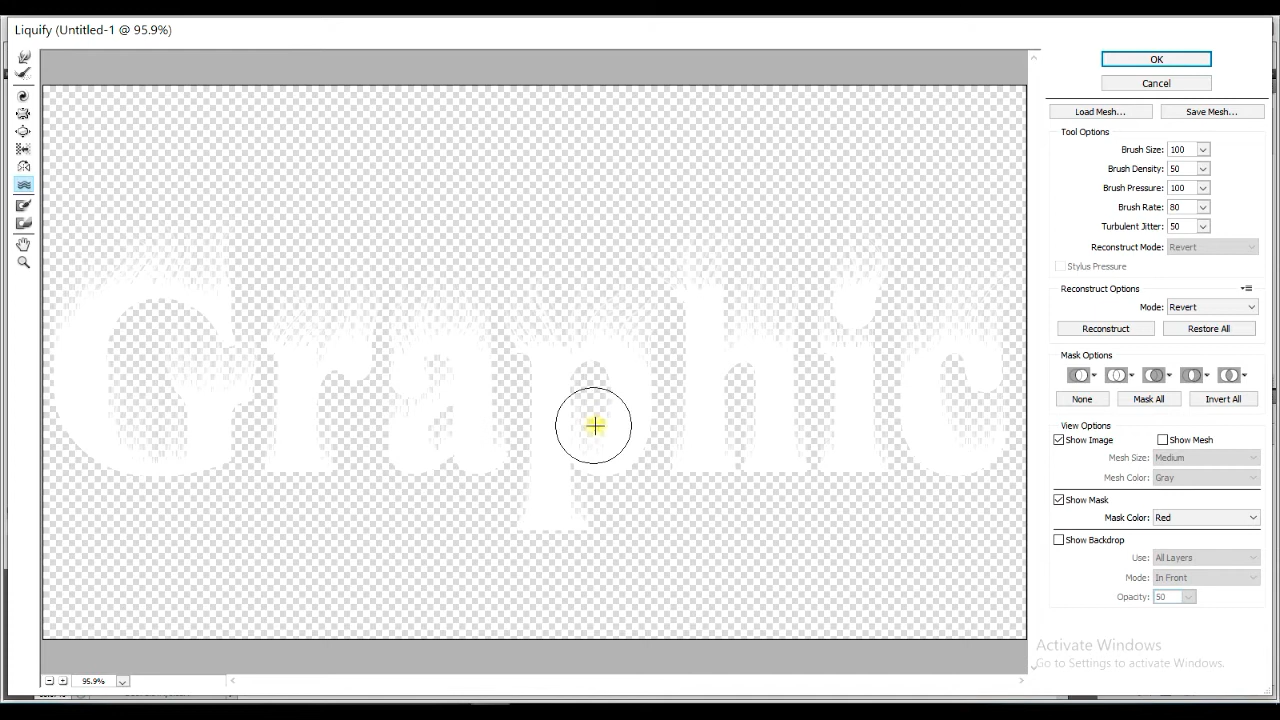 Liquify (Untitled-1 @ 95.9%)
OK
Cancel
Load Mesh... Save Mesh...
Tool Options
Brush Size: 100
Brush Density: 50
Brush Pressure: 100
Brush Rate: 80
Turbulent Jitter: 50
Reconstruct Mode: Revert
Stylus Pressure
Reconstruct Options
Mode: Revert
Reconstruct Restore All
Mask Options
None Mask All Invert All
View Options
Show Image Show Mesh
Mesh Size: Medium
Mesh Color: Gray
Show Mask
Mask Color: Red
Show Backdrop
Use: All Layers
Mode: In Front
Opacity: 50
Graphic
Activate Windows
Go to Settings to activate Windows.
95.9%